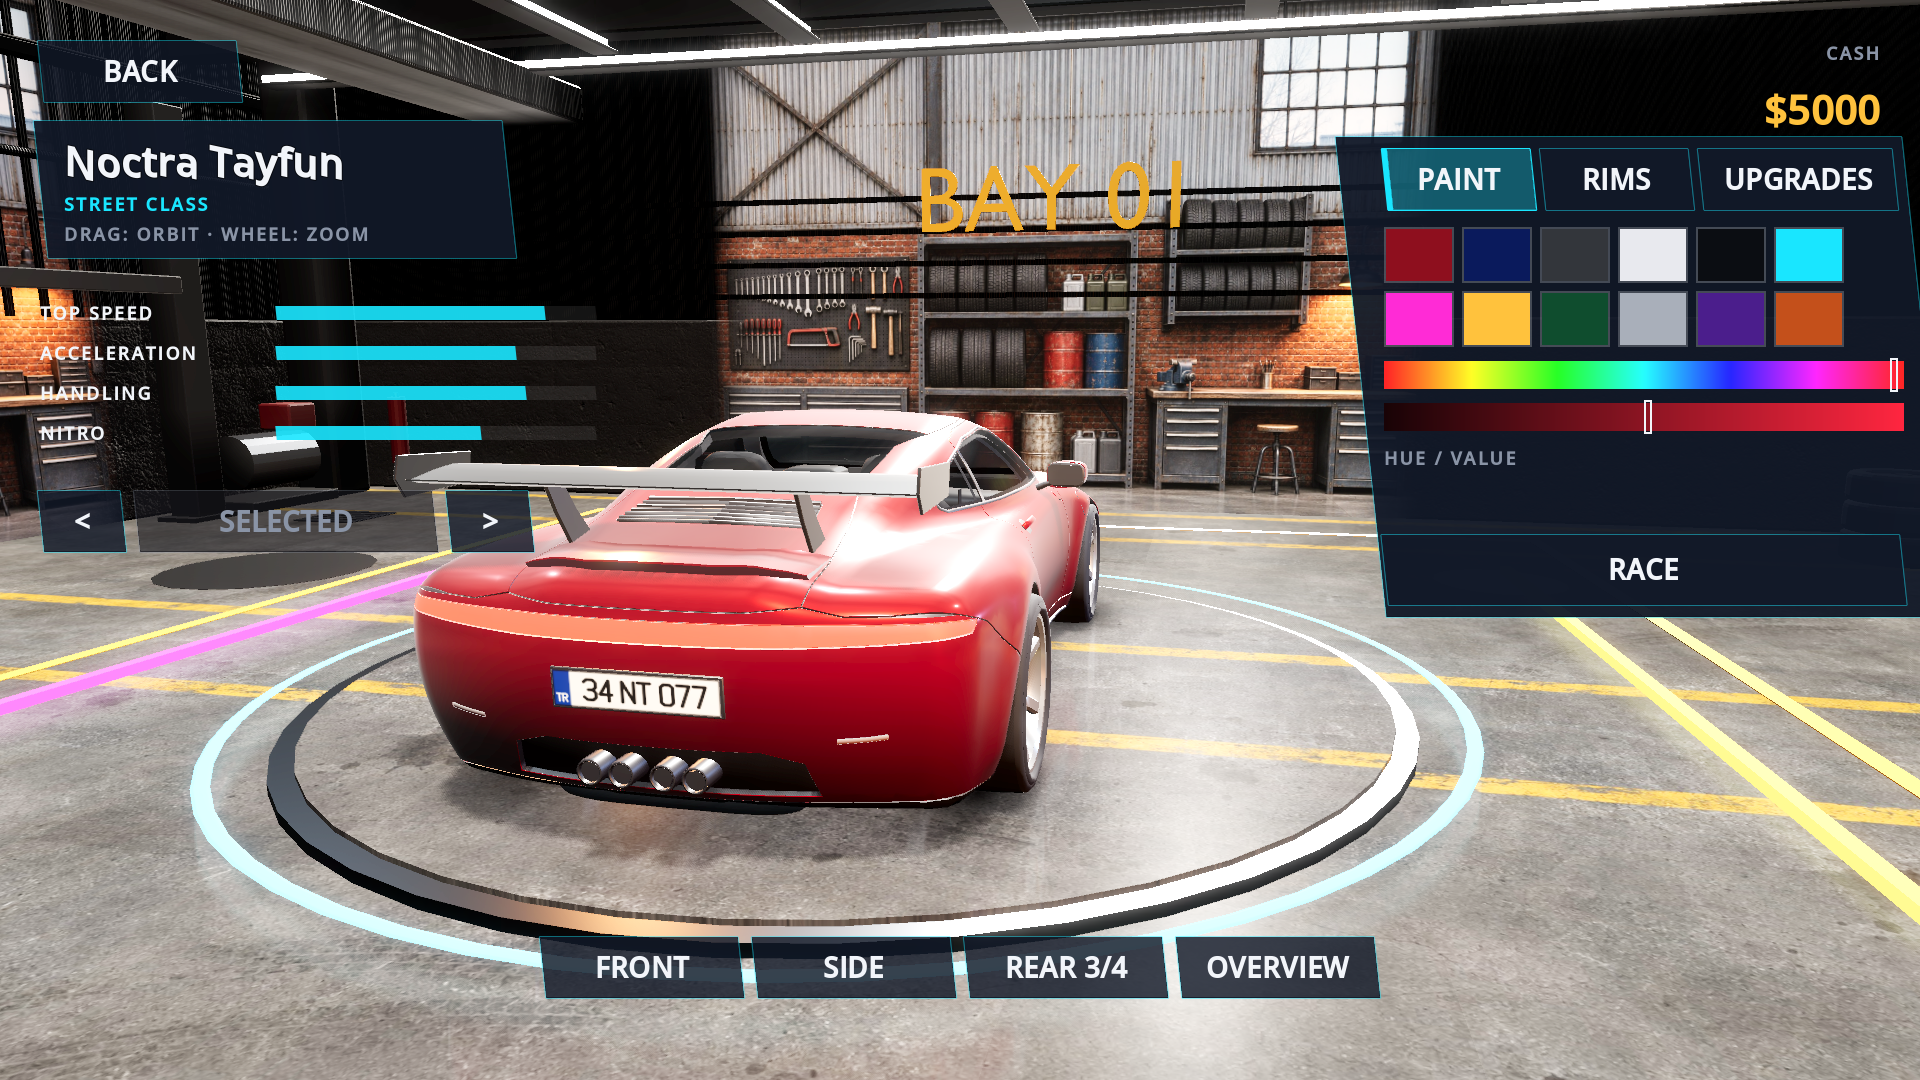 BACK
Noctra Tayfun
STREET CLASS
DRAG: ORBIT · WHEEL: ZOOM
TOP SPEED
ACCELERATION
HANDLING
NITRO
< SELECTED >
BAY 01
CASH
$5000
PAINT RIMS UPGRADES
HUE / VALUE
RACE
TR 34 NT 077
FRONT SIDE REAR 3/4 OVERVIEW